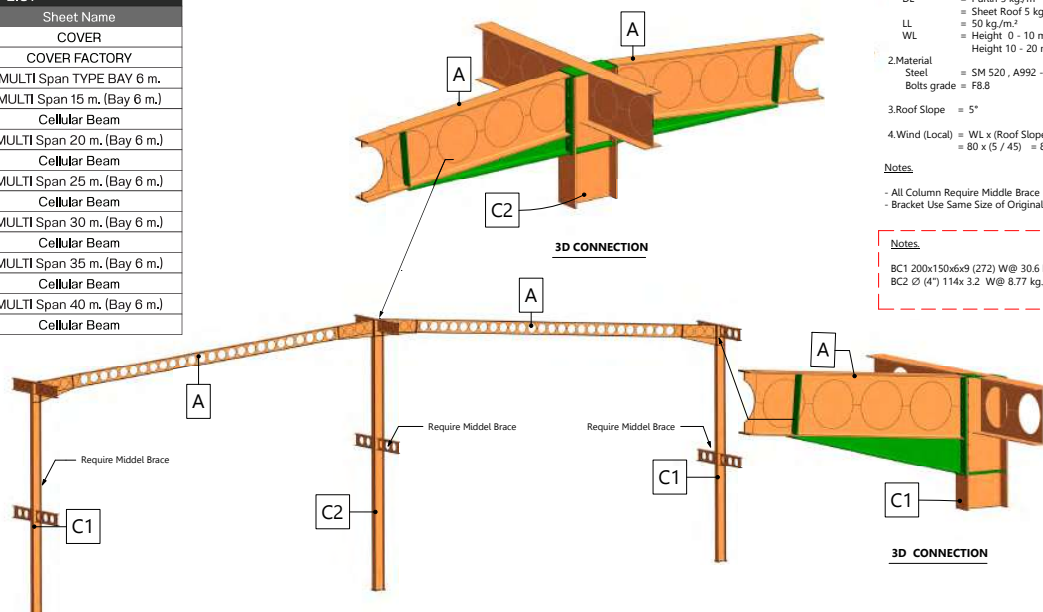 Sheet Name
COVER
COVER FACTORY
MULTI Span TYPE BAY 6 m.
MULTI Span 15 m. (Bay 6 m.)
Cellular Beam
MULTI Span 20 m. (Bay 6 m.)
Cellular Beam
MULTI Span 25 m. (Bay 6 m.)
Cellular Beam
MULTI Span 30 m. (Bay 6 m.)
Cellular Beam
MULTI Span 35 m. (Bay 6 m.)
Cellular Beam
MULTI Span 40 m. (Bay 6 m.)
Cellular Beam
A
A
C2
3D CONNECTION
= Sheet Roof 5 kg
LL = 50 kg./m.²
WL = Height 0 - 10 m
Height 10 - 20 m
2.Material
Steel = SM 520 , A992 -
Bolts grade = F8.8
3.Roof Slope = 5°
4.Wind (Local) = WL x (Roof Slope
= 80 x (5 / 45) = 8
Notes.
- All Column Require Middle Brace
- Bracket Use Same Size of Original
Notes.
BC1 200x150x6x9 (272) W@ 30.6
BC2 Ø (4") 114x 3.2 W@ 8.77 kg.
A
A
Require Middel Brace
C1
Require Middel Brace
C2
Require Middel Brace
C1
A
C1
3D CONNECTION